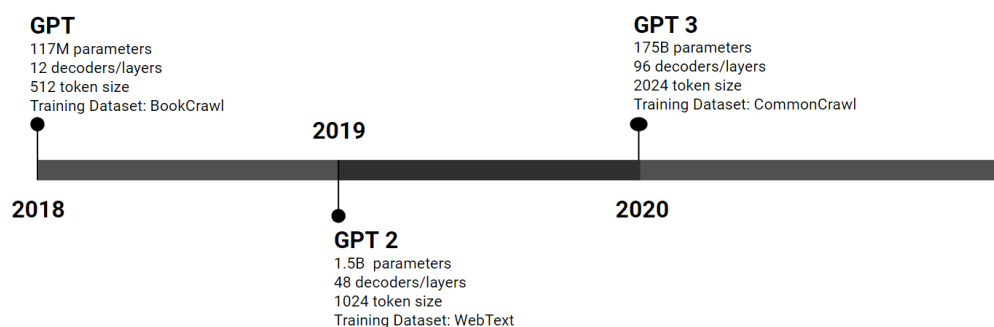 GPT
117M parameters
12 decoders/layers
512 token size
Training Dataset: BookCrawl
2018
2019
GPT 2
1.5B parameters
48 decoders/layers
1024 token size
Training Dataset: WebText
GPT 3
175B parameters
96 decoders/layers
2024 token size
Training Dataset: CommonCrawl
2020